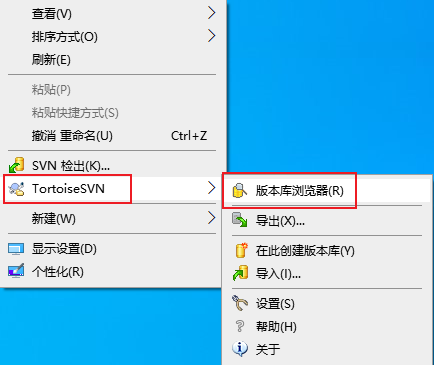 查看(V)
排序方式(O)
刷新(E)
粘贴(P)
粘贴快捷方式(S)
撤消 重命名(U) Ctrl+Z
SVN 检出(K)...
TortoiseSVN
新建(W)
显示设置(D)
个性化(R)
版本库浏览器(R)
导出(X)...
在此创建版本库(Y)
导入(I)...
设置(S)
帮助(H)
关于